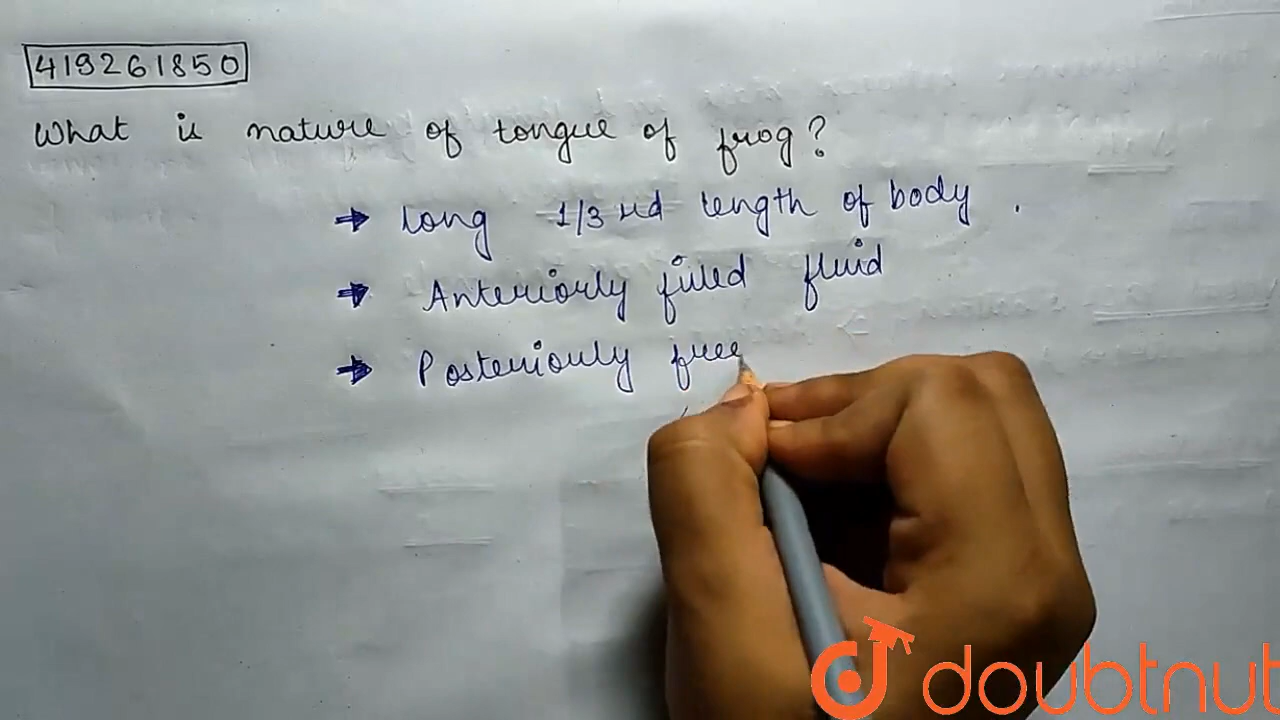 419261850
What is nature of tongue of frog?
→ Long 1/3 rd length of body.
→ Anteriorly filled fluid
→ Posteriorly free
doubtnut